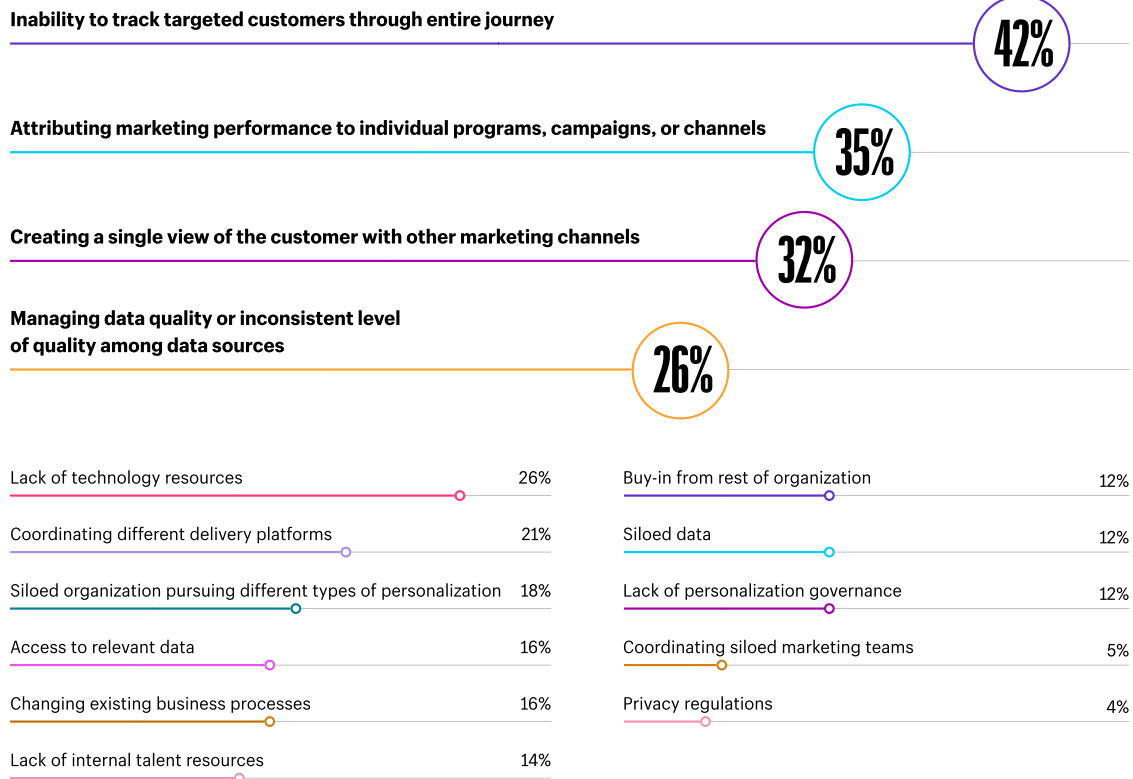 Inability to track targeted customers through entire journey
42%
Attributing marketing performance to individual programs, campaigns, or channels
35%
Creating a single view of the customer with other marketing channels
32%
Managing data quality or inconsistent level
of quality among data sources
26%
Lack of technology resources 26%
Coordinating different delivery platforms 21%
Siloed organization pursuing different types of personalization 18%
Access to relevant data 16%
Changing existing business processes 16%
Lack of internal talent resources 14%
Buy-in from rest of organization 12%
Siloed data 12%
Lack of personalization governance 12%
Coordinating siloed marketing teams 5%
Privacy regulations 4%